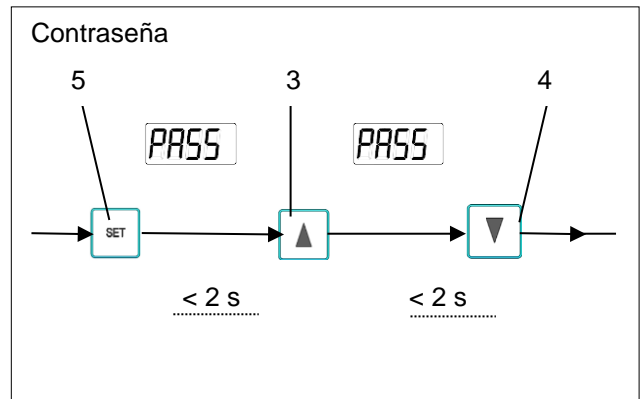 Contraseña
5 3 4
PASS PASS
SET
< 2 s < 2 s